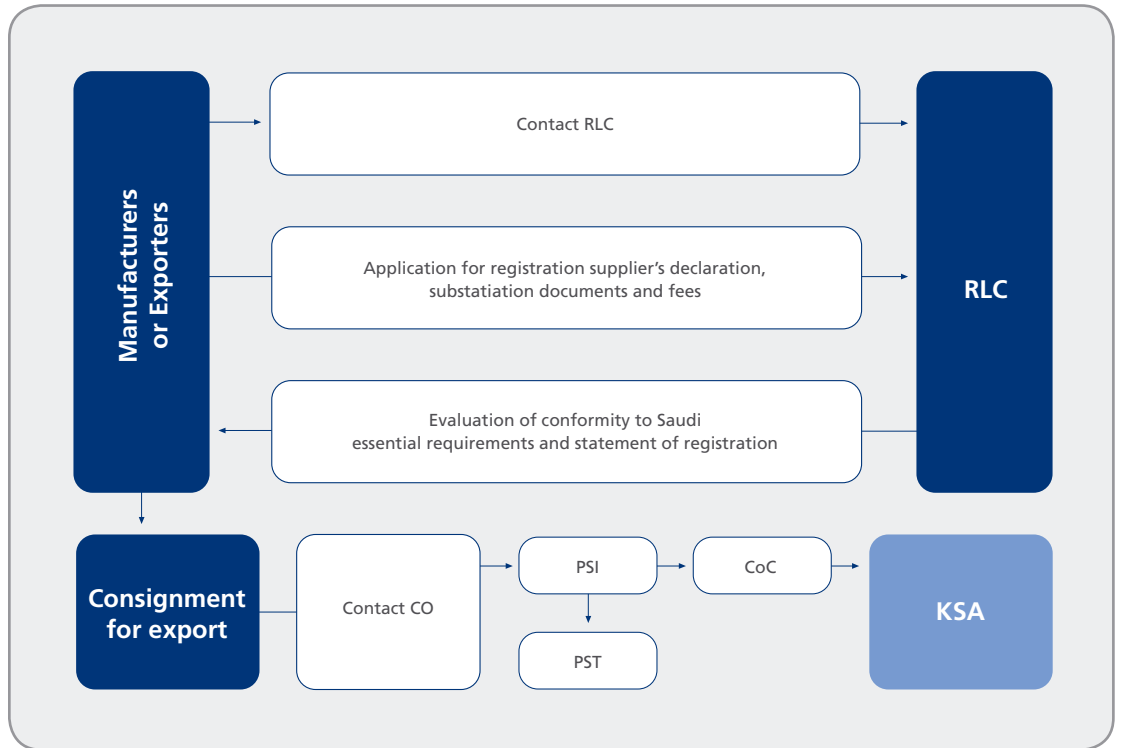 Manufacturers
or Exporters
Contact RLC
Application for registration supplier's declaration,
substatiation documents and fees
Evaluation of conformity to Saudi
essential requirements and statement of registration
RLC
Consignment
for export
Contact CO
PSI
PST
CoC
KSA